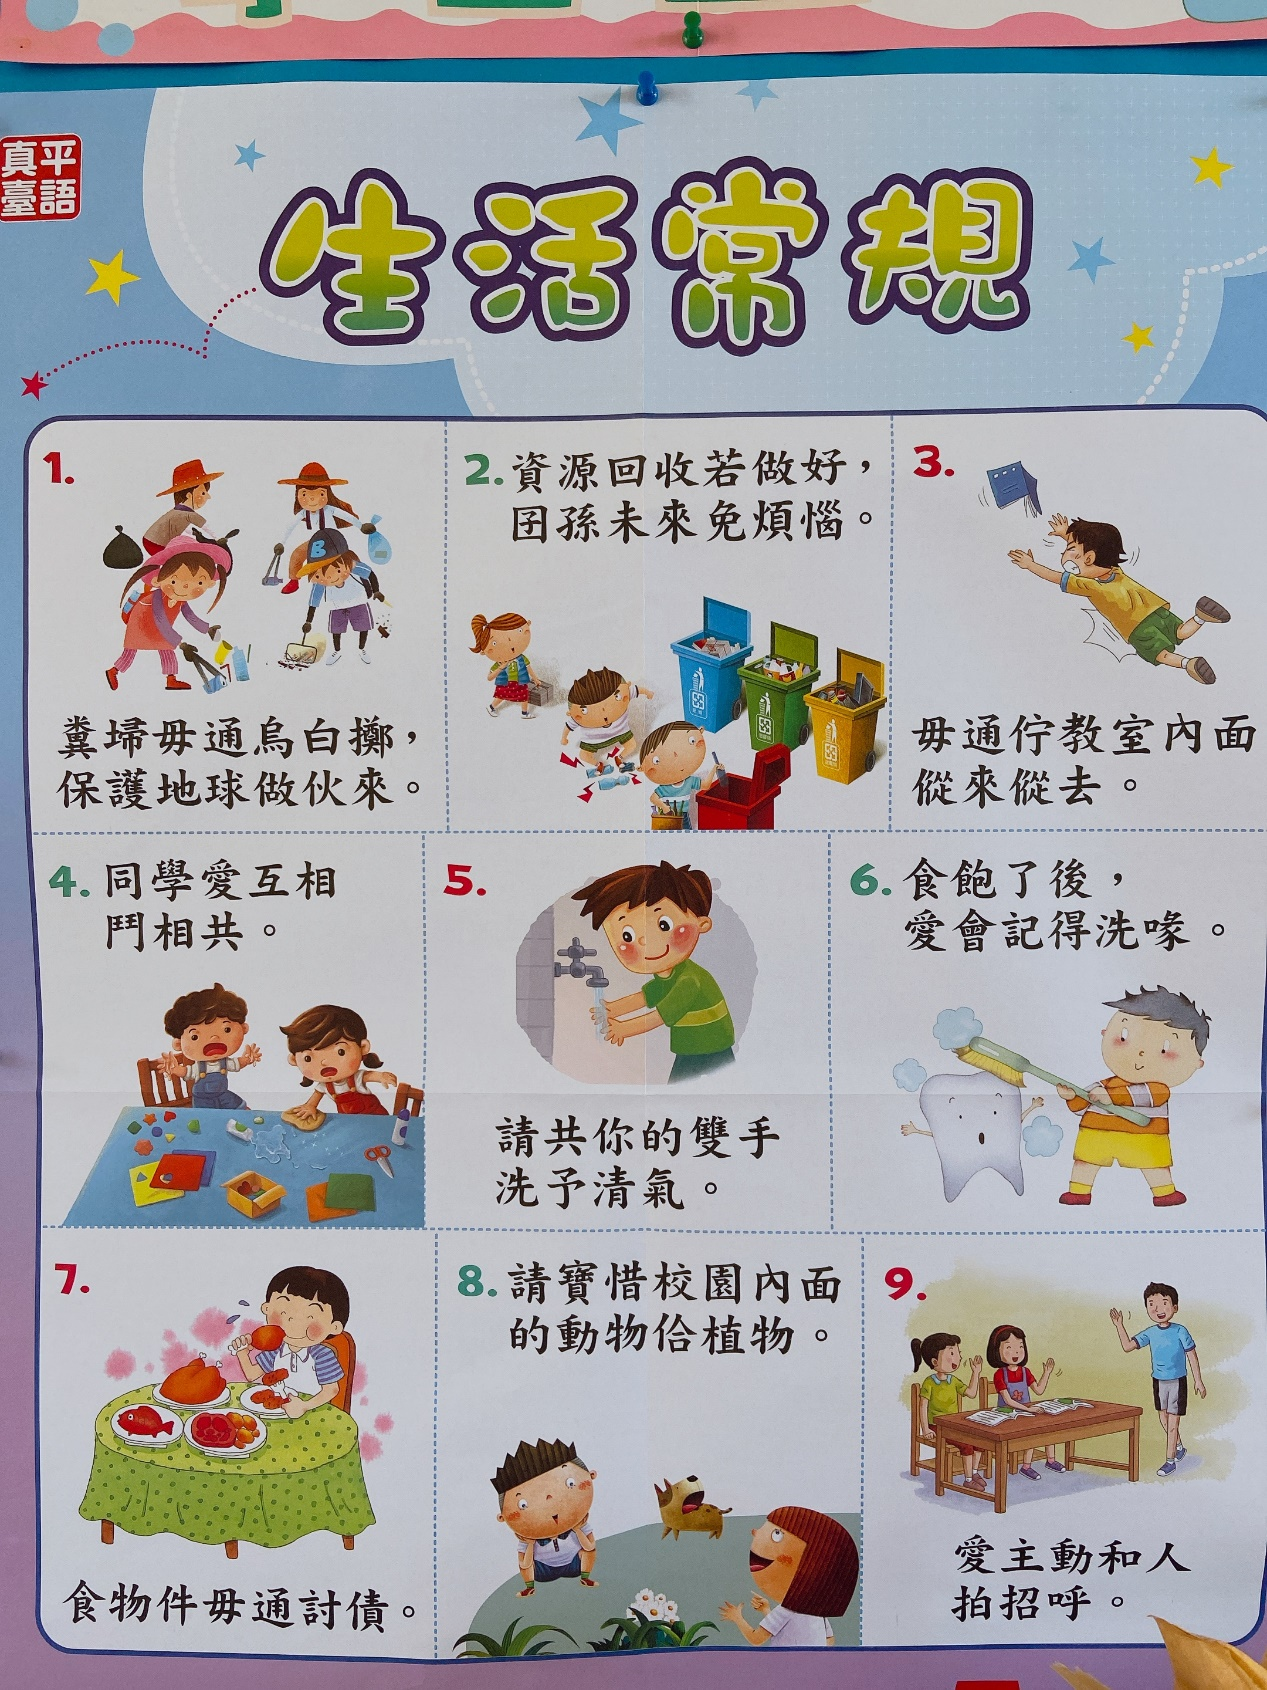 真平
臺語
生活常規
1.
糞埽毋通烏白擲，
保護地球做伙來。
2. 資源回收若做好，
囝孫未來免煩惱。
3.
毋通佇教室內面
傱來傱去。
4. 同學愛互相
鬥相共。
5.
請共你的雙手
洗予清氣。
6. 食飽了後，
愛會記得洗喙。
7.
食物件毋通討債。
8. 請寶惜校園內面
的動物佮植物。
9.
愛主動和人
拍招呼。
B